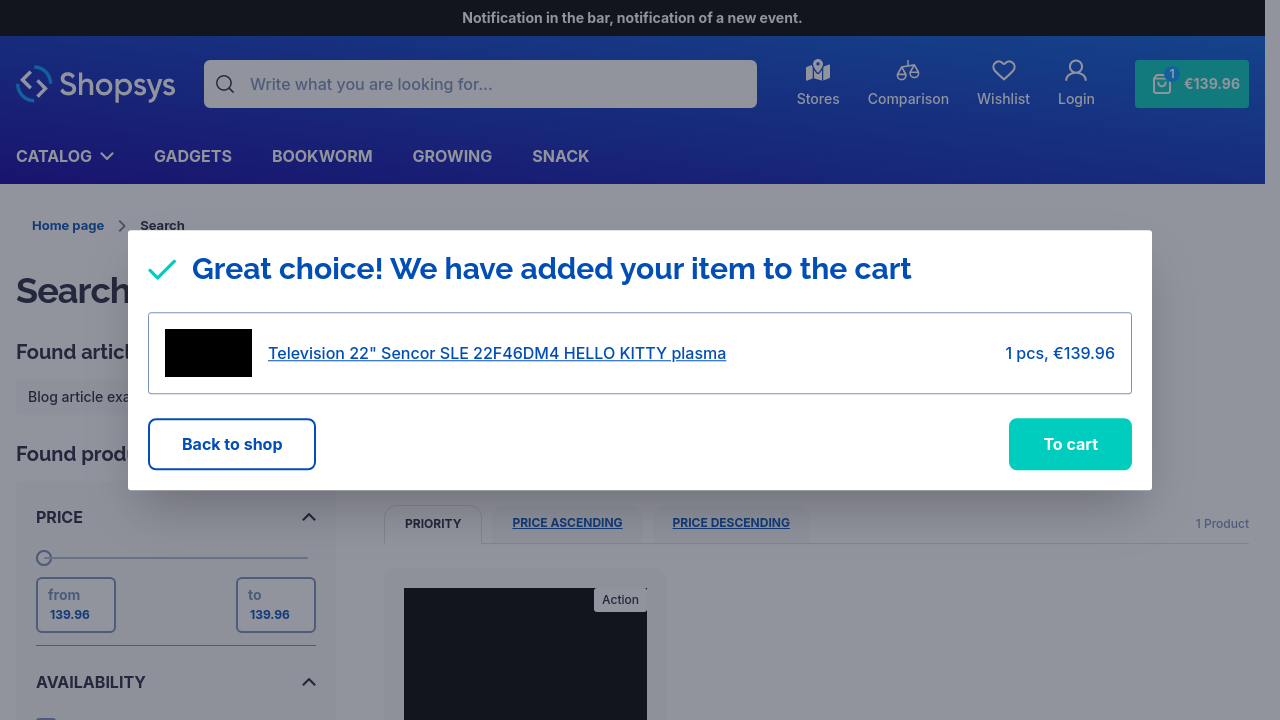 Notification in the bar, notification of a new event.
Shopsys
Write what you are looking for...
Stores
Comparison
Wishlist
Login
1
€139.96
CATALOG
GADGETS
BOOKWORM
GROWING
SNACK
Home page
Search
Search
Great choice! We have added your item to the cart
Television 22" Sencor SLE 22F46DM4 HELLO KITTY plasma
1 pcs, €139.96
Back to shop
To cart
Found articl
Blog article exa
Found produ
PRICE
from
139.96
to
139.96
AVAILABILITY
PRIORITY
PRICE ASCENDING
PRICE DESCENDING
1 Product
Action